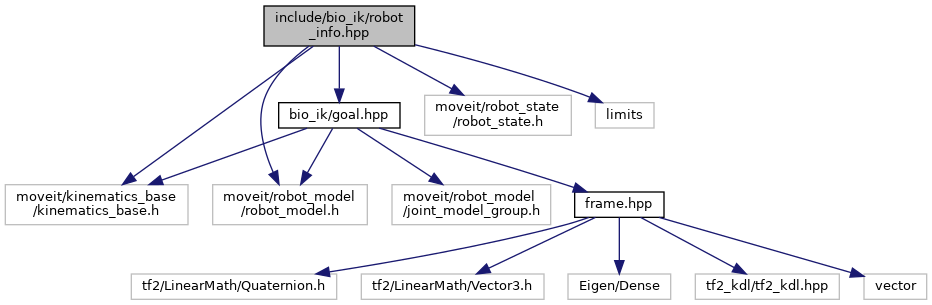 include/bio_ik/robot
_info.hpp
bio_ik/goal.hpp
moveit/robot_state
/robot_state.h
limits
moveit/kinematics_base
/kinematics_base.h
moveit/robot_model
/robot_model.h
moveit/robot_model
/joint_model_group.h
frame.hpp
tf2/LinearMath/Quaternion.h
tf2/LinearMath/Vector3.h
Eigen/Dense
tf2_kdl/tf2_kdl.hpp
vector